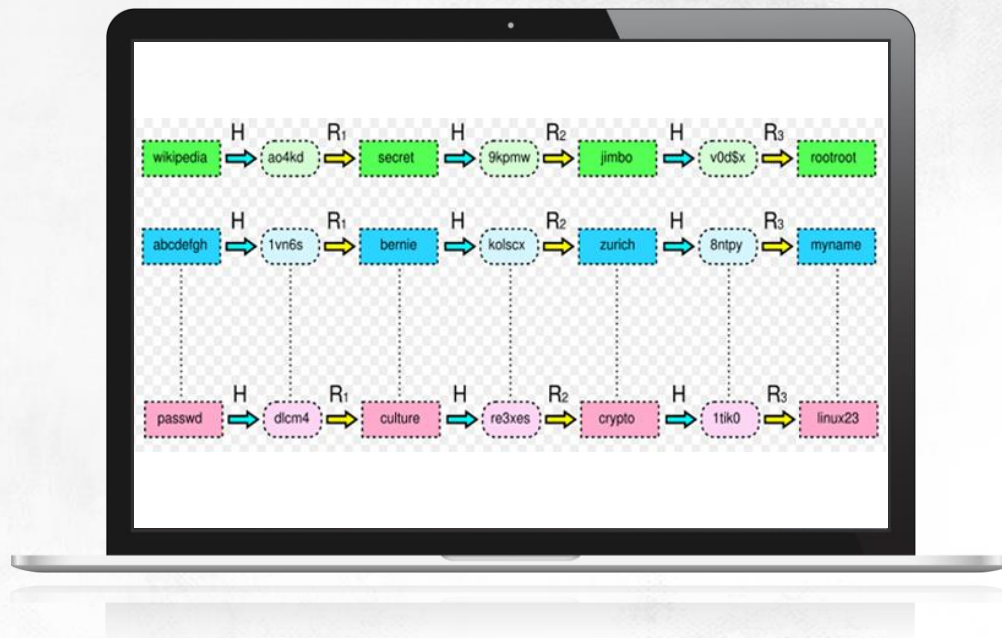 H R₁ H R₂ H R₃
wikipedia ao4kd secret 9kpmw jimbo v0d$x rootroot
H R₁ H R₂ H R₃
abcdefgh 1vn6s bernie kolscx zurich 8ntpy myname
H R₁ H R₂ H R₃
passwd dlcm4 culture re3xes crypto 1tik0 linux23